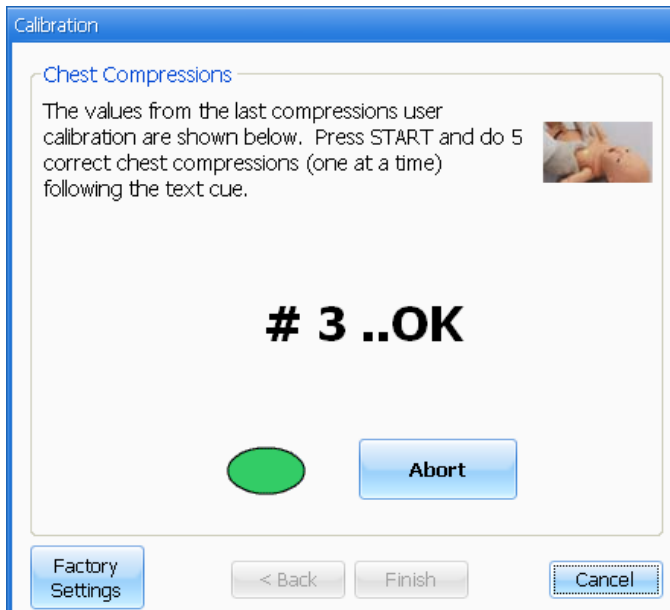 Calibration
Chest Compressions
The values from the last compressions user
calibration are shown below.  Press START and do 5
correct chest compressions (one at a time)
following the text cue.
# 3 ..OK
Abort
Factory
Settings
< Back
Finish
Cancel